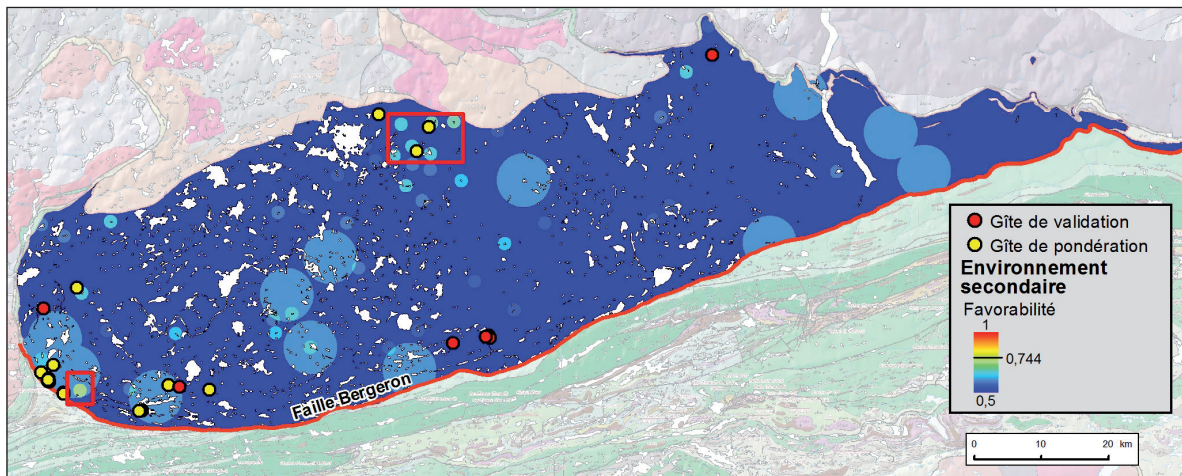 Faille Bergeron
Gîte de validation
Gîte de pondération
Environnement
secondaire
Favorabilité
1
0,744
0,5
0 10 20 km